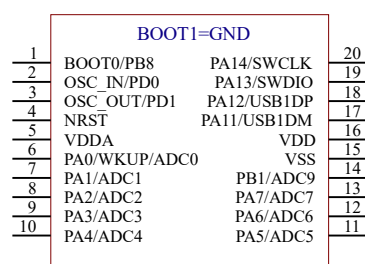 BOOT1=GND
1 BOOT0/PB8 PA14/SWCLK 20
2 OSC_IN/PD0 PA13/SWDIO 19
3 OSC_OUT/PD1 PA12/USB1DP 18
4 NRST PA11/USB1DM 17
5 VDDA VDD 16
6 PA0/WKUP/ADC0 VSS 15
7 PA1/ADC1 PB1/ADC9 14
8 PA2/ADC2 PA7/ADC7 13
9 PA3/ADC3 PA6/ADC6 12
10 PA4/ADC4 PA5/ADC5 11